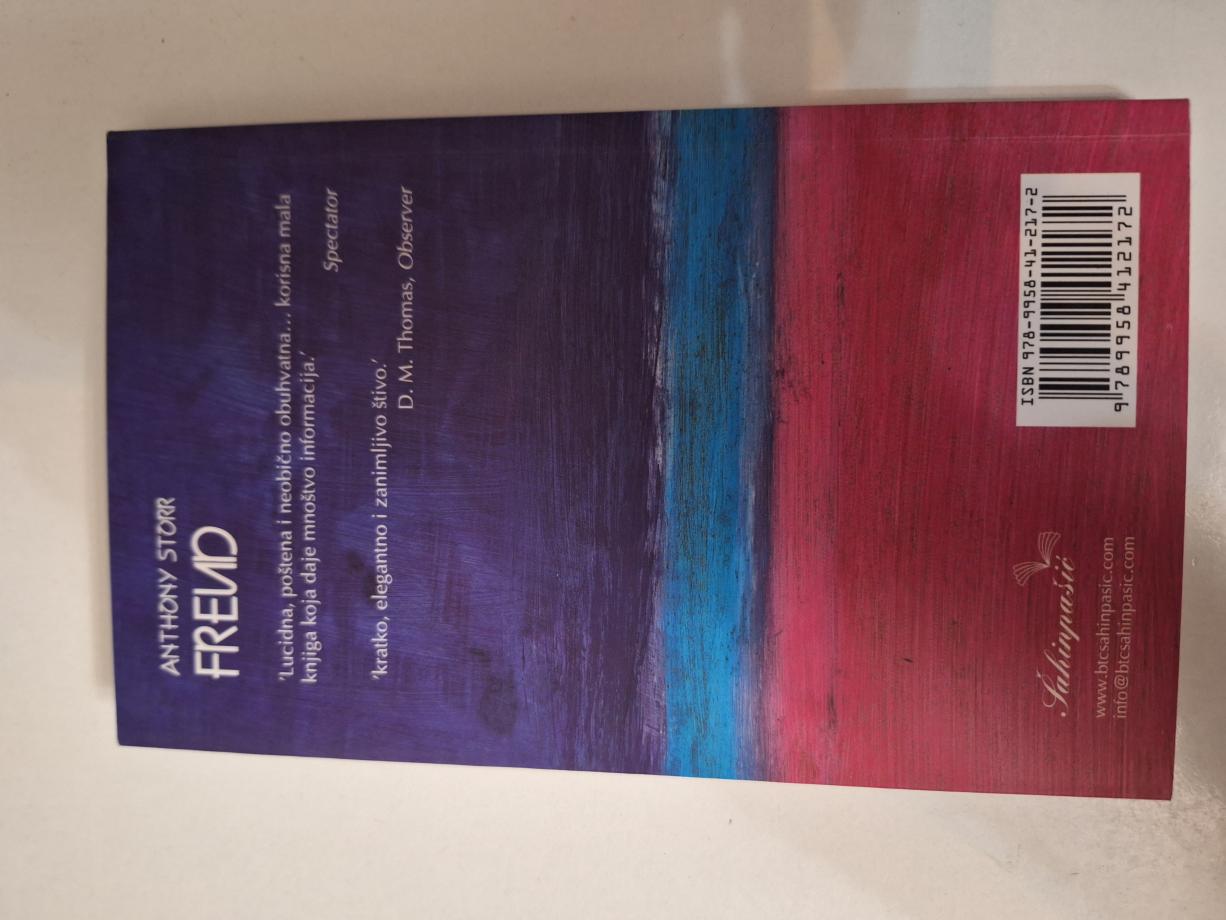 ANTHONY STORR
FREUD
'Lucidna, poštena i neobično obuhvatna... korisna mala
knjiga koja daje mnoštvo informacija.'
Spectator
'kratko, elegantno i zanimljivo štivo.'
D. M. Thomas, Observer
Šahinpašić
www.btcsahinpasic.com
info@btcsahinpasic.com
ISBN 978-9958-41-217-2
9 789958 412172